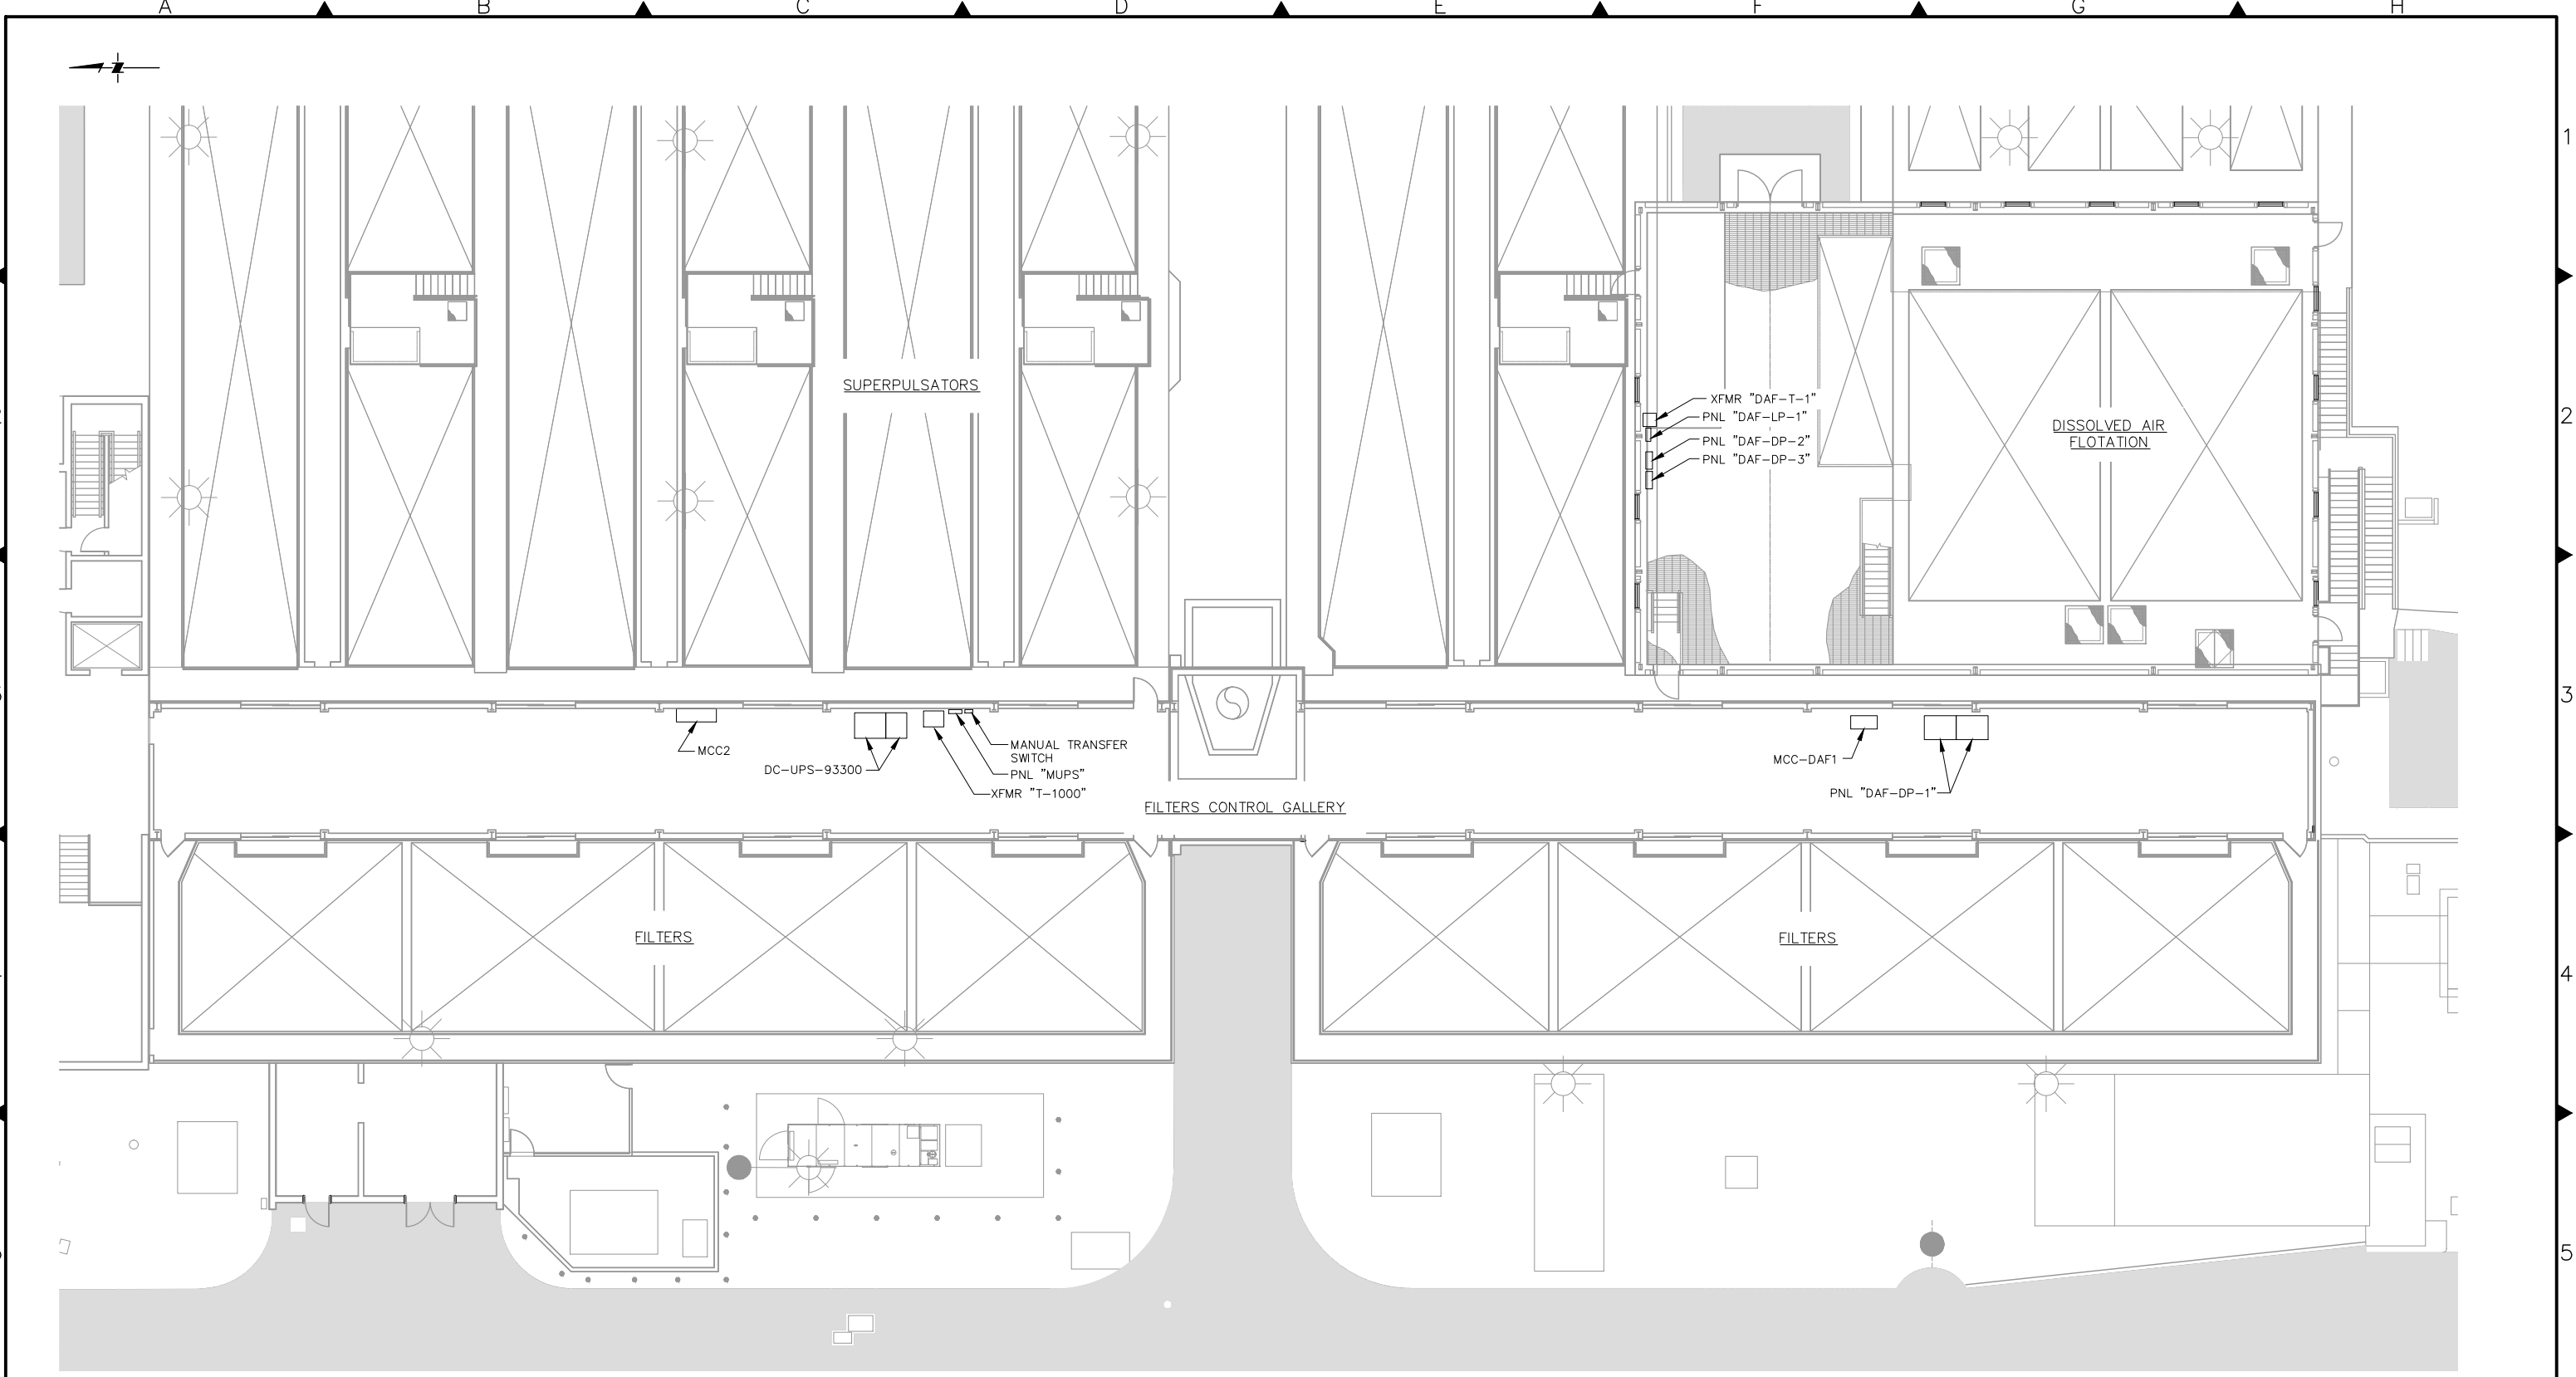 A B C D E F G H
Z
1
SUPERPULSATORS
XFMR "DAF-T-1"
PNL "DAF-LP-1"
PNL "DAF-DP-2"
PNL "DAF-DP-3"
DISSOLVED AIR
FLOTATION
2
3
MCC2
DC-UPS-93300
MANUAL TRANSFER
SWITCH
PNL "MUPS"
XFMR "T-1000"
MCC-DAF1
PNL "DAF-DP-1"
FILTERS CONTROL GALLERY
FILTERS
FILTERS
4
5